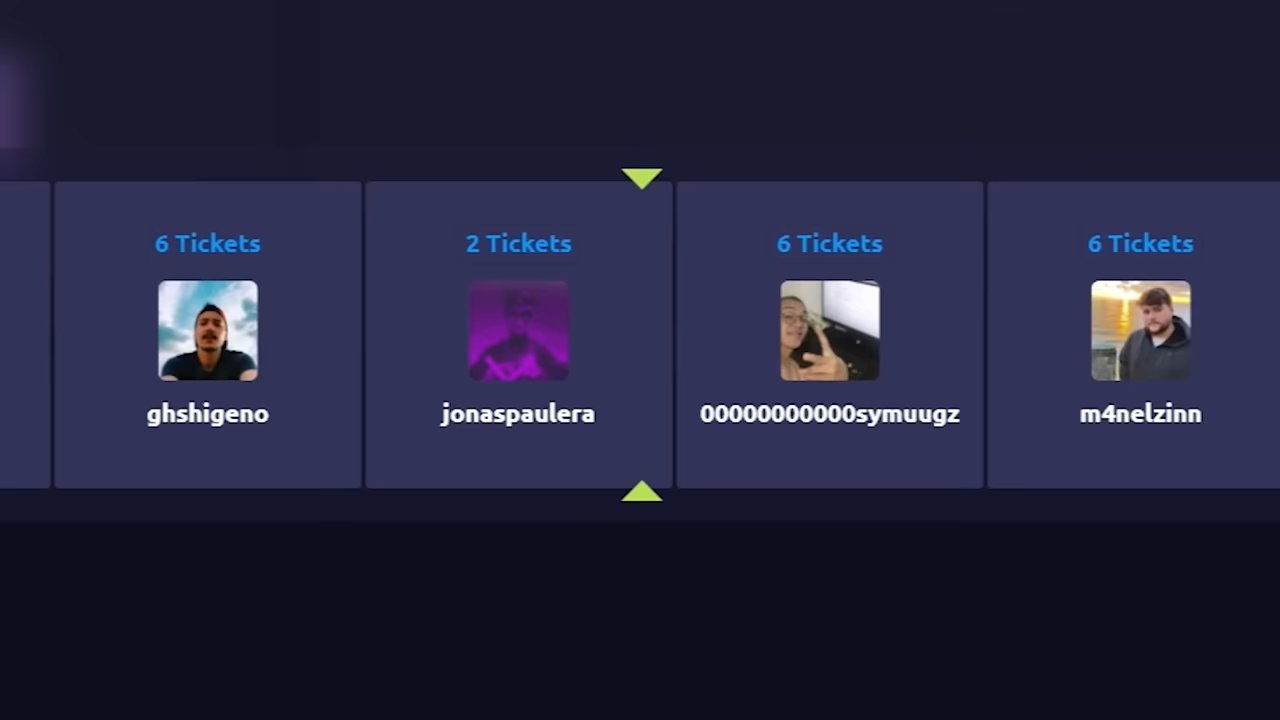 6 Tickets
2 Tickets
6 Tickets
6 Tickets
ghshigeno
jonaspaulera
00000000000symuugz
m4nelzinn